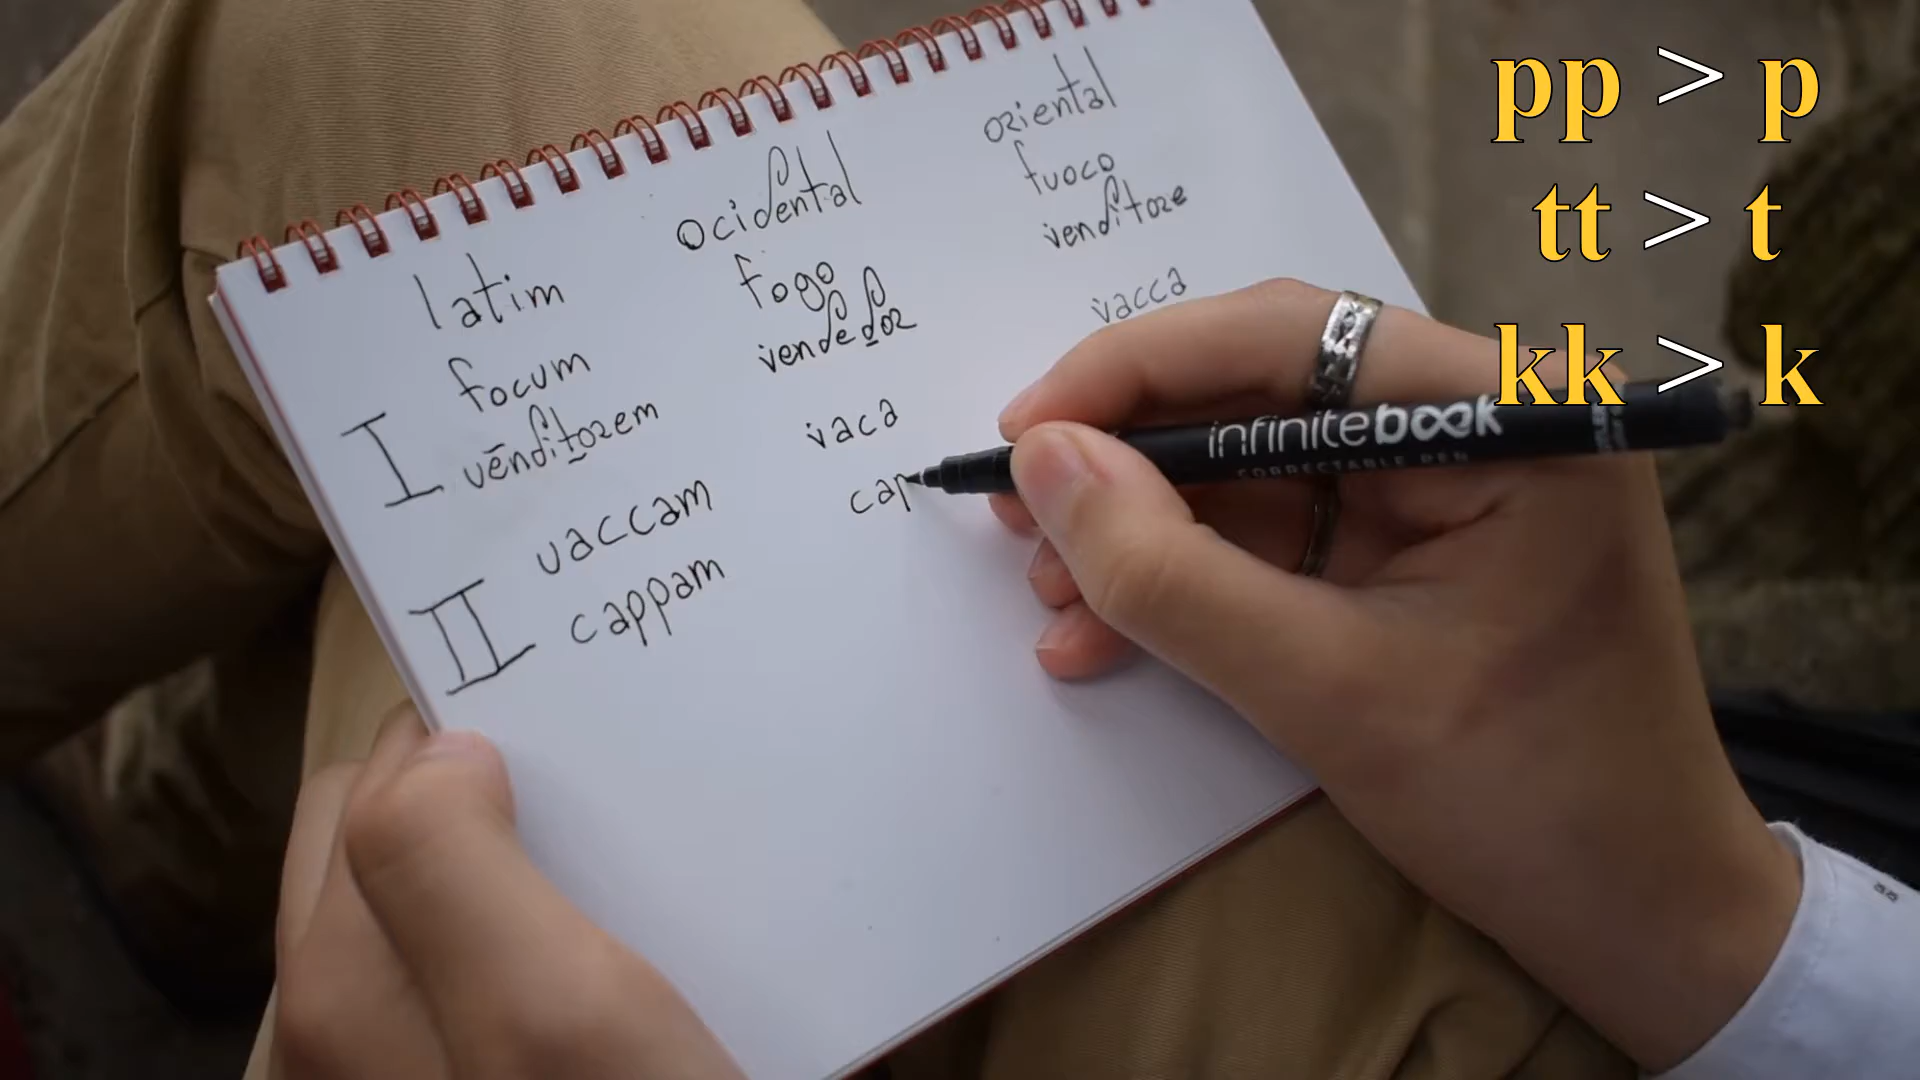 pp > p
tt > t
kk > k
latim
focum
vēnditorem
vaccam
cappam
I
II
ocidental
fogo
vendedor
vaca
cap
oriental
fuoco
venditore
vacca
infinitebook
CORRECTABLE PEN